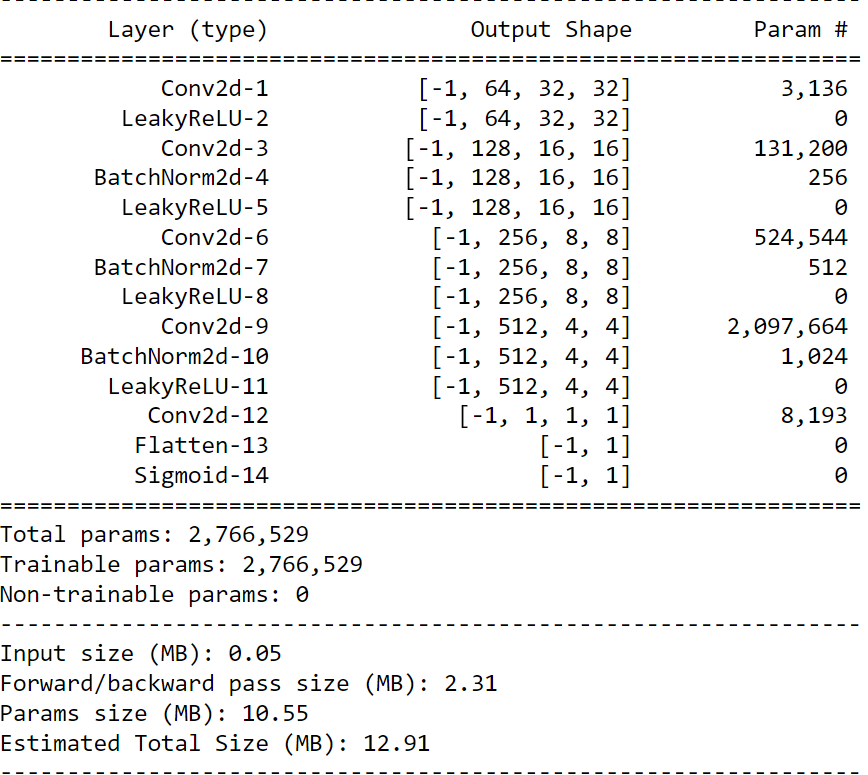 ----------------------------------------------------------------
Layer (type) Output Shape Param #
================================================================
Conv2d-1 [-1, 64, 32, 32] 3,136
LeakyReLU-2 [-1, 64, 32, 32] 0
Conv2d-3 [-1, 128, 16, 16] 131,200
BatchNorm2d-4 [-1, 128, 16, 16] 256
LeakyReLU-5 [-1, 128, 16, 16] 0
Conv2d-6 [-1, 256, 8, 8] 524,544
BatchNorm2d-7 [-1, 256, 8, 8] 512
LeakyReLU-8 [-1, 256, 8, 8] 0
Conv2d-9 [-1, 512, 4, 4] 2,097,664
BatchNorm2d-10 [-1, 512, 4, 4] 1,024
LeakyReLU-11 [-1, 512, 4, 4] 0
Conv2d-12 [-1, 1, 1, 1] 8,193
Flatten-13 [-1, 1] 0
Sigmoid-14 [-1, 1] 0
================================================================
Total params: 2,766,529
Trainable params: 2,766,529
Non-trainable params: 0
----------------------------------------------------------------
Input size (MB): 0.05
Forward/backward pass size (MB): 2.31
Params size (MB): 10.55
Estimated Total Size (MB): 12.91
----------------------------------------------------------------